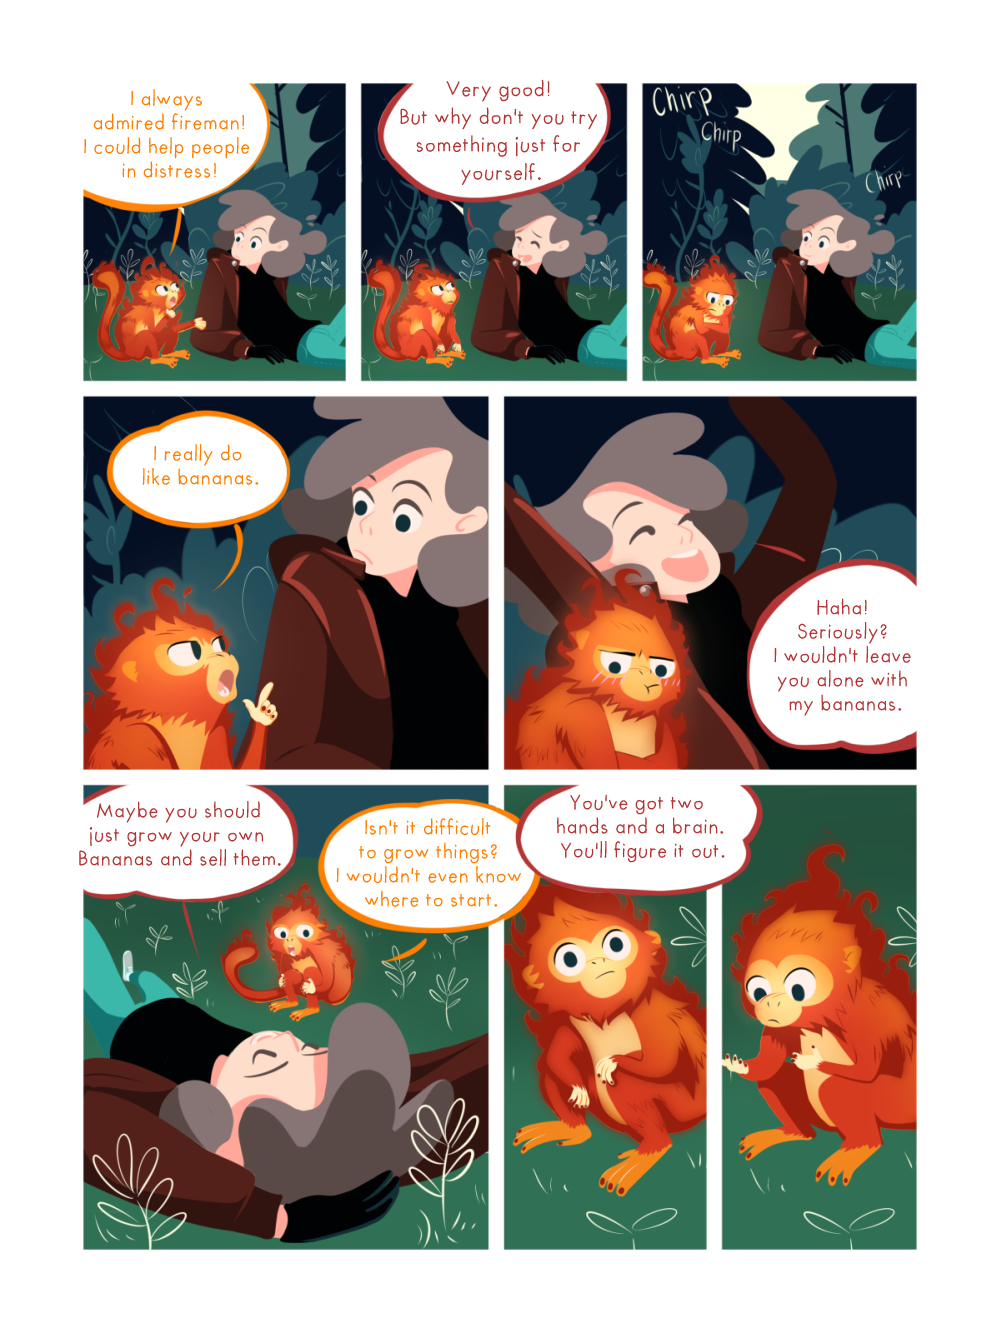 I always
admired fireman!
I could help people
in distress!
Very good!
But why don't you try
something just for
yourself.
Chirp
Chirp
Chirp
I really do
like bananas.
Haha!
Seriously?
I wouldn't leave
you alone with
my bananas.
Maybe you should
just grow your own
Bananas and sell them.
Isn't it difficult
to grow things?
I wouldn't even know
where to start.
You've got two
hands and a brain.
You'll figure it out.